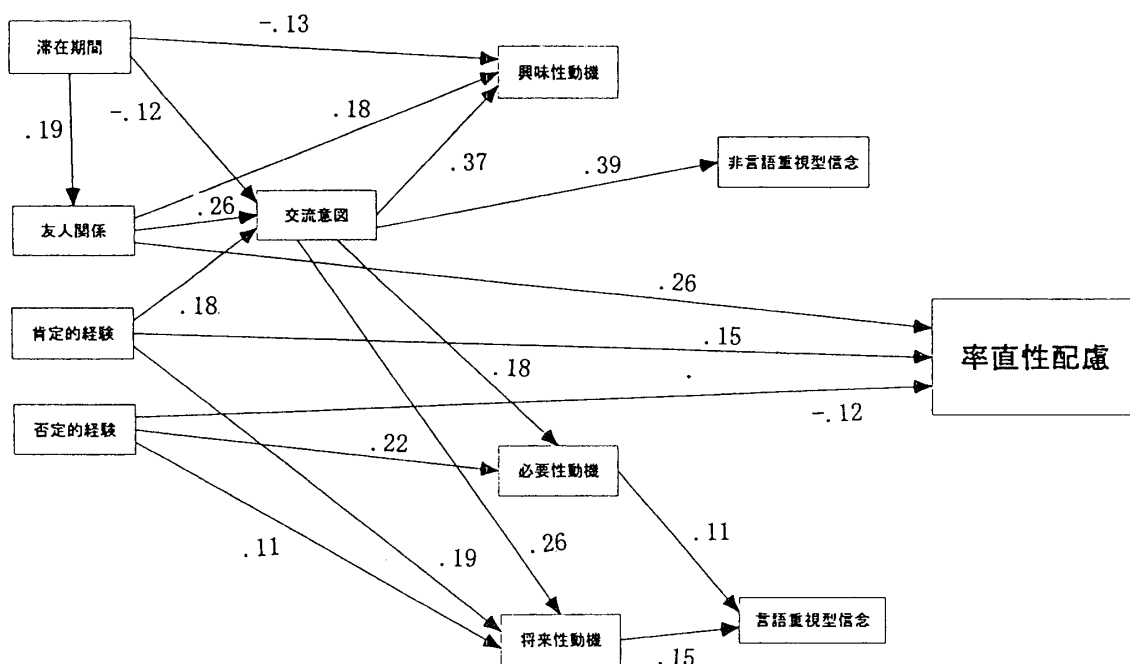 -.13
滞在期間
興味性動機
.19
-.12
.18
.37
.39
非言語重視型信念
友人関係
.26
交流意図
.26
.18
肯定的経験
.15
率直性配慮
.18
-.12
否定的経験
.22
必要性動機
.11
.19
.26
.11
将来性動機
言語重視型信念
.15